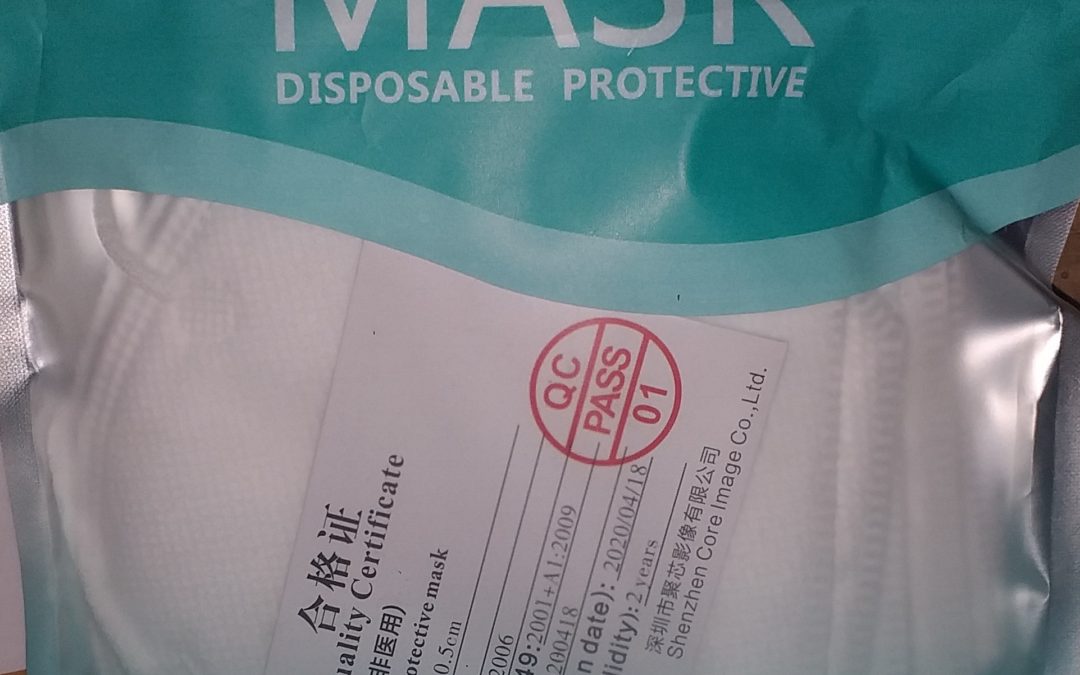 MASK
DISPOSABLE PROTECTIVE
QC
PASS
01
合格证
uality Certificate
非医用)
otective mask
0.5cm
2006
49:2001+A1:2009
200418
n date): 2020/04/18
lidity): 2 years
深圳市聚芯影像有限公司
Shenzhen Core Image Co.,Ltd.